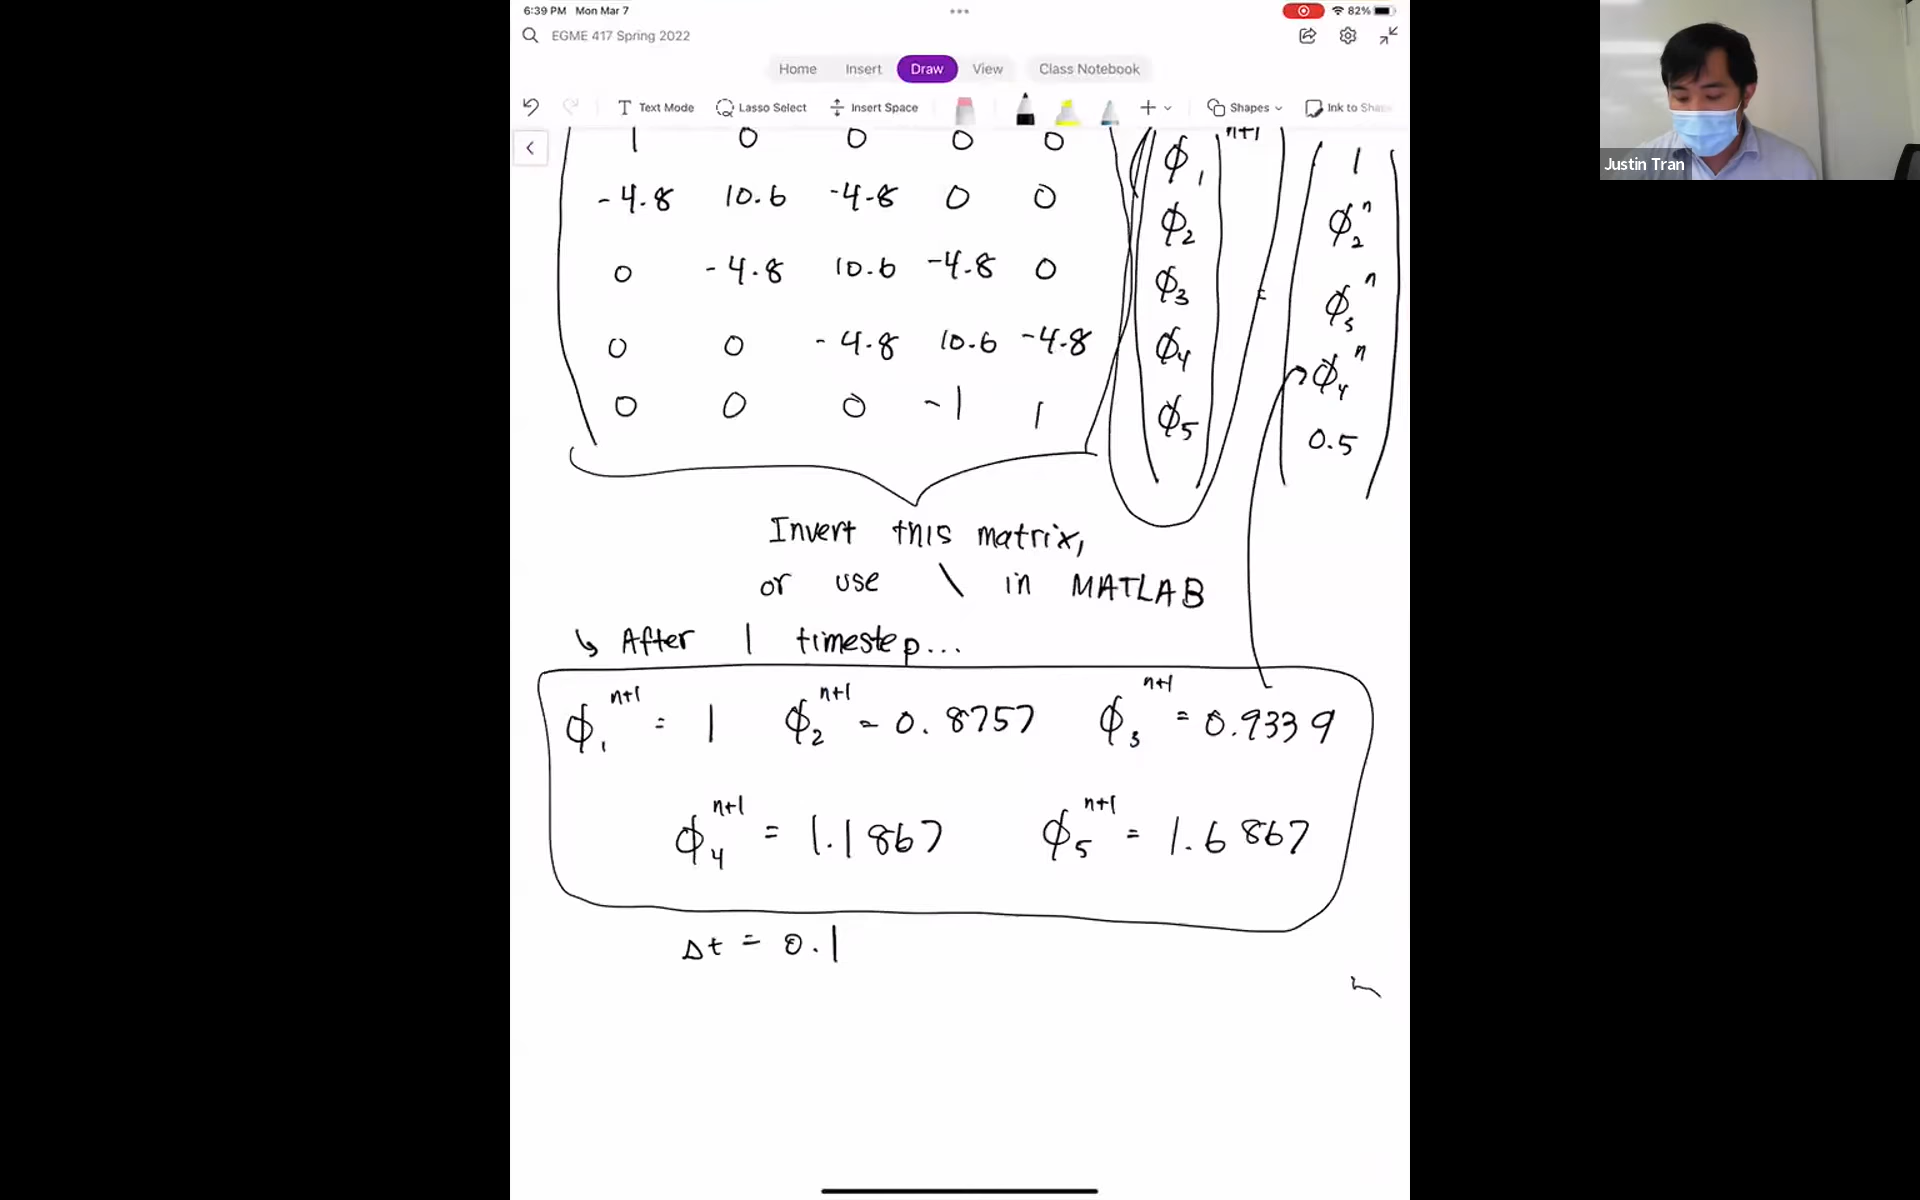 6:39 PM Mon Mar 7
82%
EGME 417 Spring 2022
Home Insert Draw View Class Notebook
Text Mode Lasso Select Insert Space Shapes Ink to Sha
Justin Tran
1 0 0 0 0 ϕ₁ n+1 1
-4.8 10.6 -4.8 0 0 ϕ₂ ϕ₂ⁿ
0 -4.8 10.6 -4.8 0 ϕ₃ = ϕ₃ⁿ
0 0 -4.8 10.6 -4.8 ϕ₄ ϕ₄ⁿ
0 0 0 -1 1 ϕ₅ 0.5
Invert this matrix,
or use \ in MATLAB
↳ After 1 timestep...
ϕ₁ⁿ⁺¹ = 1 ϕ₂ⁿ⁺¹ = 0.8757 ϕ₃ⁿ⁺¹ = 0.9339
ϕ₄ⁿ⁺¹ = 1.1867 ϕ₅ⁿ⁺¹ = 1.6867
Δt = 0.1